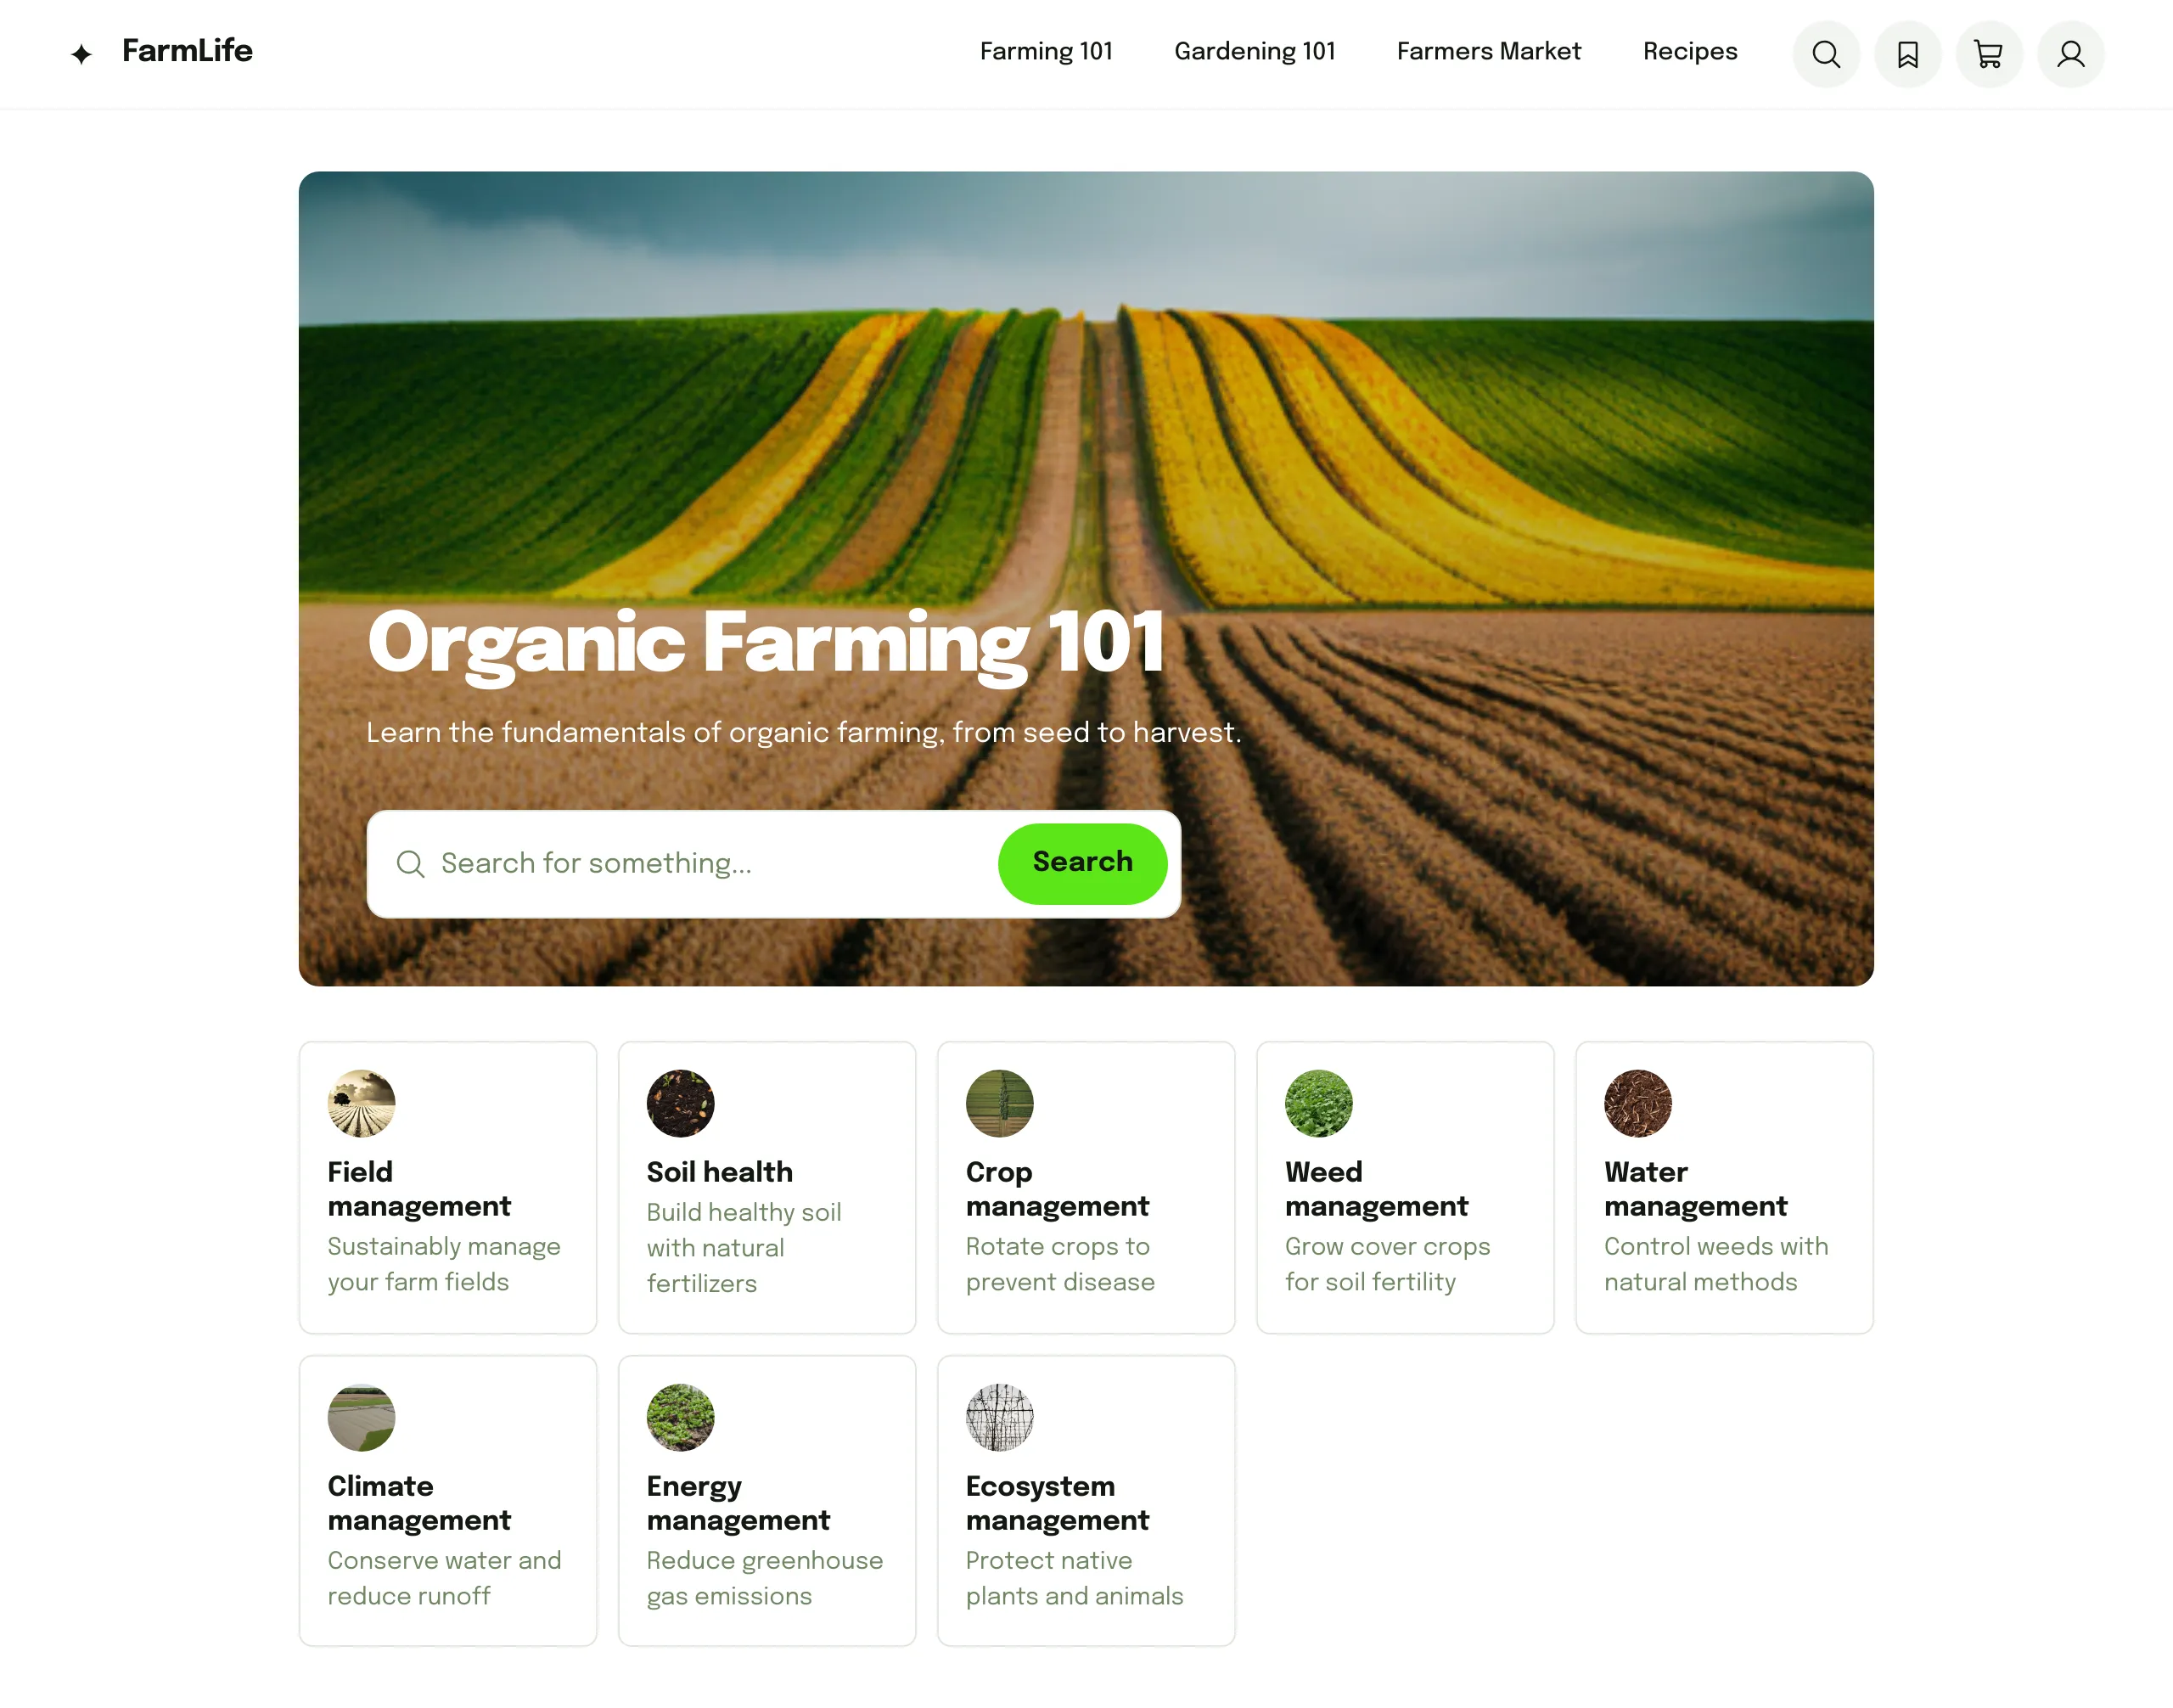 FarmLife
Farming 101
Gardening 101
Farmers Market
Recipes
Organic Farming 101
Learn the fundamentals of organic farming, from seed to harvest.
Search for something...
Search
Field
management
Sustainably manage
your farm fields
Soil health
Build healthy soil
with natural
fertilizers
Crop
management
Rotate crops to
prevent disease
Weed
management
Grow cover crops
for soil fertility
Water
management
Control weeds with
natural methods
Climate
management
Conserve water and
reduce runoff
Energy
management
Reduce greenhouse
gas emissions
Ecosystem
management
Protect native
plants and animals